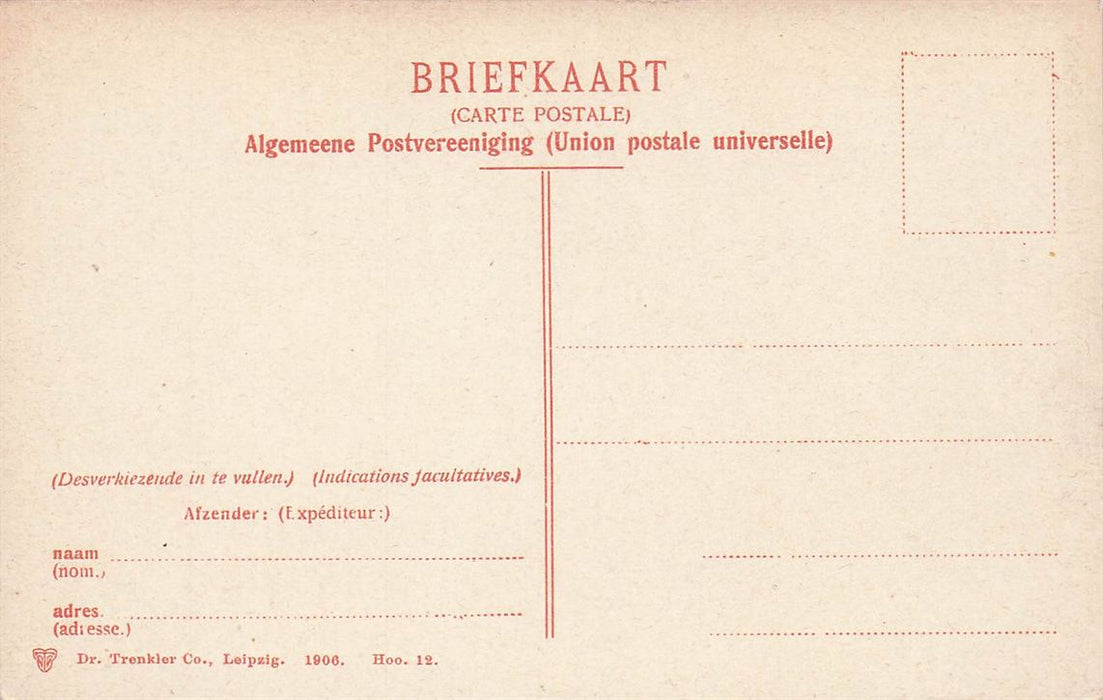 BRIEFKAART
(CARTE POSTALE)
Algemeene Postvereeniging (Union postale universelle)
(Desverkiezende in te vullen.) (Indications facultatives.)
Afzender: (Expéditeur:)
naam
(nom.)
adres.
(adresse.)
Dr. Trenkler Co., Leipzig. 1906. Hoo. 12.